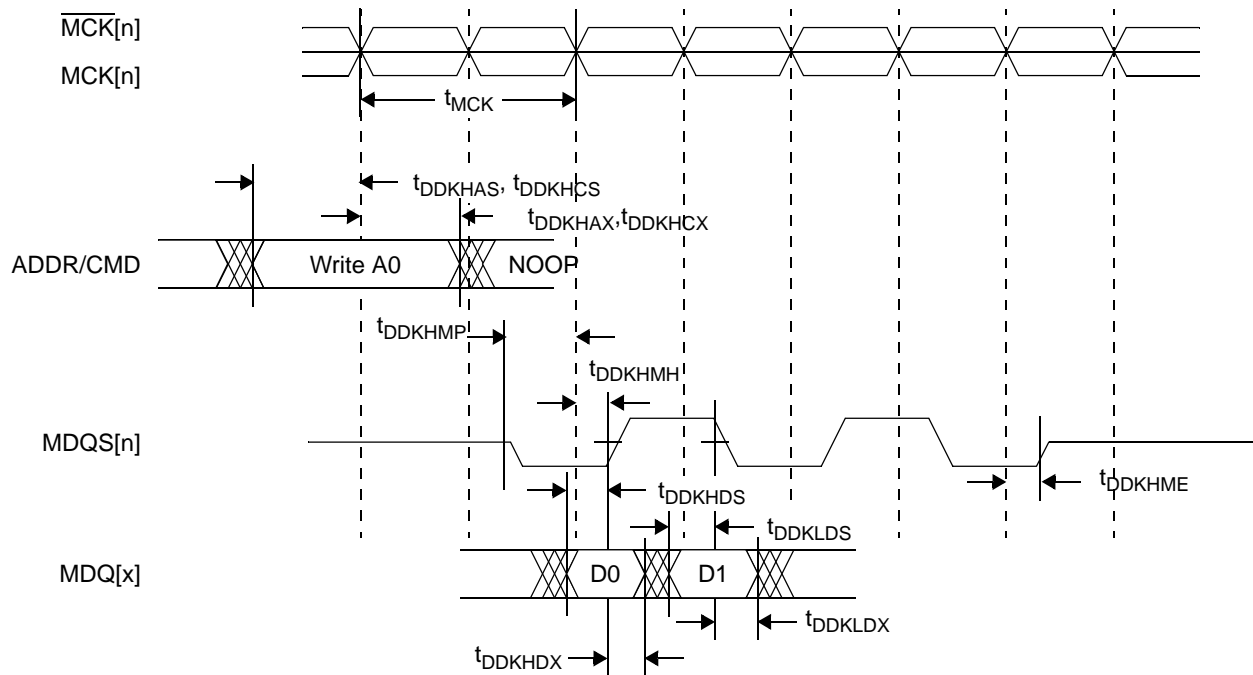 MCK[n]
MCK[n]
tMCK
tDDKHAS, tDDKHCS
tDDKHAX,tDDKHCX
ADDR/CMD
Write A0
NOOP
tDDKHMP
tDDKHMH
MDQS[n]
tDDKHME
tDDKHDS
tDDKLDS
MDQ[x]
D0
D1
tDDKLDX
tDDKHDX